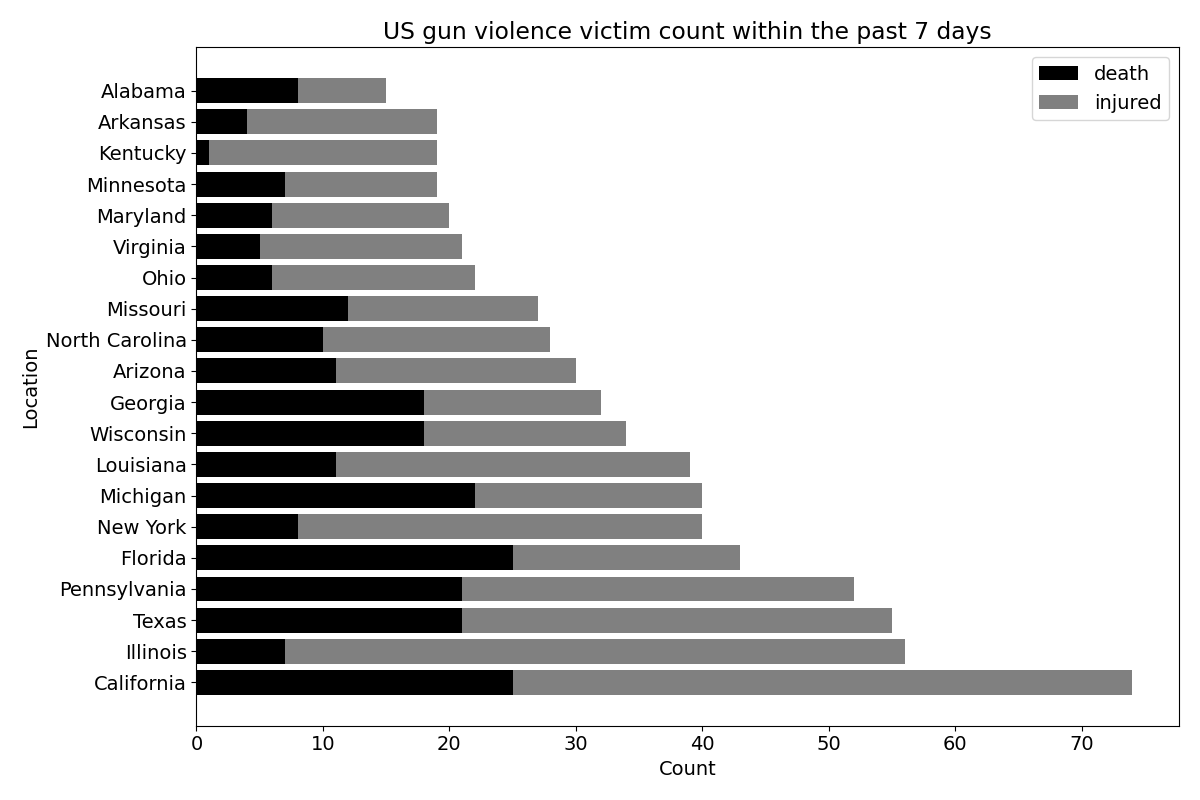 US gun violence victim count within the past 7 days
death
injured
Alabama
Arkansas
Kentucky
Minnesota
Maryland
Virginia
Ohio
Missouri
North Carolina
Arizona
Georgia
Wisconsin
Louisiana
Michigan
New York
Florida
Pennsylvania
Texas
Illinois
California
Location
0 10 20 30 40 50 60 70
Count